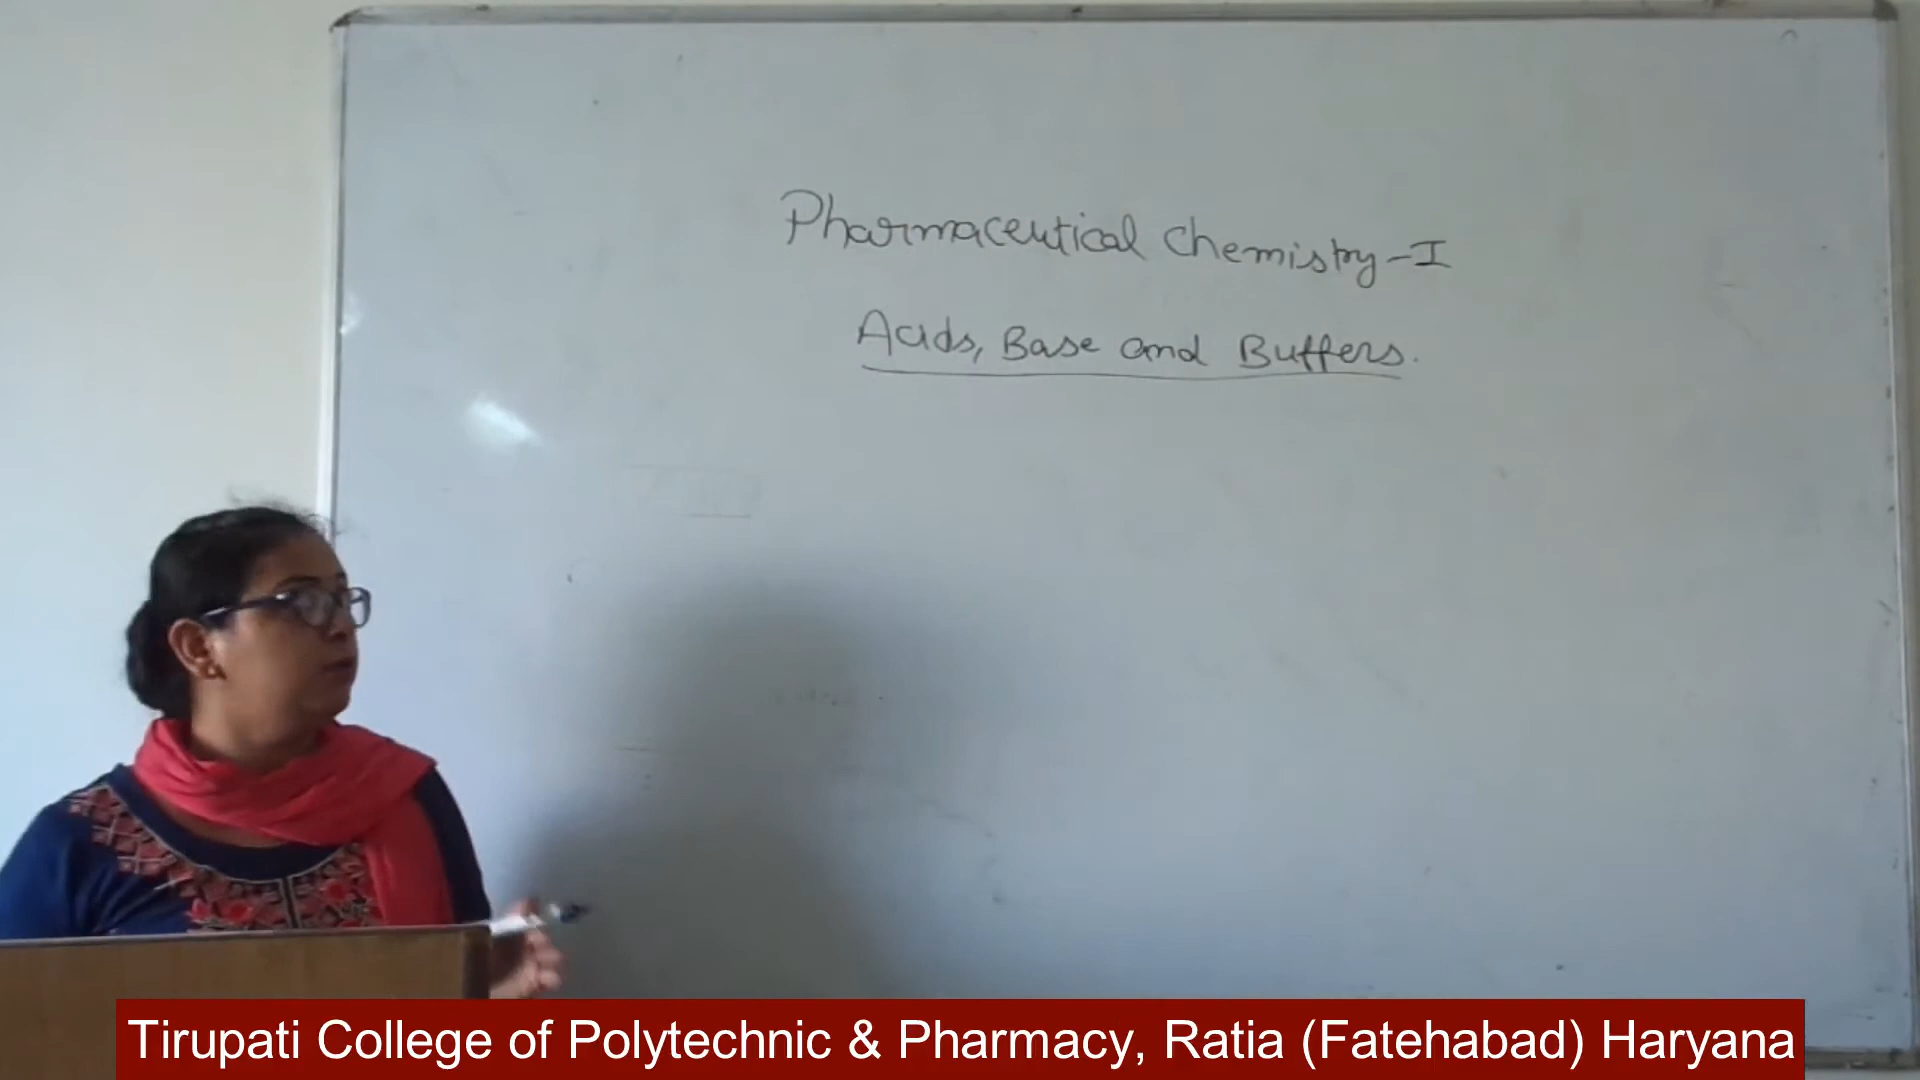 Pharmaceutical Chemistry-I
Acids, Base and Buffers.
Tirupati College of Polytechnic & Pharmacy, Ratia (Fatehabad) Haryana